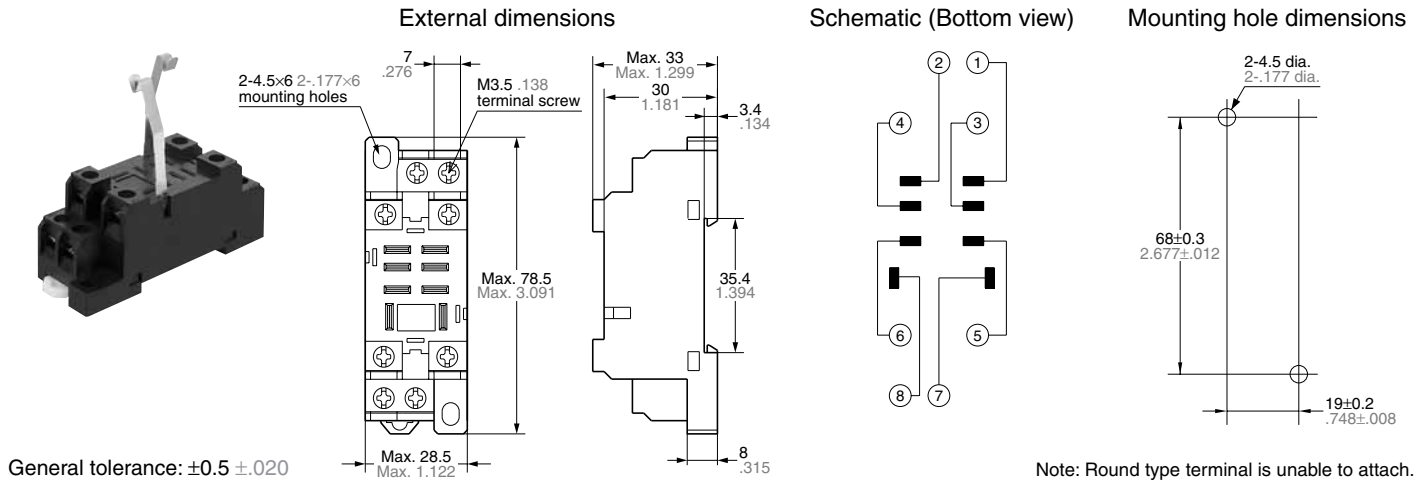 External dimensions
Schematic (Bottom view)
Mounting hole dimensions
7
.276
2-4.5×6 2-.177×6
mounting holes
M3.5 .138
terminal screw
Max. 78.5
Max. 3.091
Max. 28.5
Max. 1.122
Max. 33
Max. 1.299
30
1.181
3.4
.134
35.4
1.394
8
.315
2
1
4
3
6
5
8
7
2-4.5 dia.
2-.177 dia.
68±0.3
2.677±.012
19±0.2
.748±.008
General tolerance: ±0.5 ±.020
Note: Round type terminal is unable to attach.